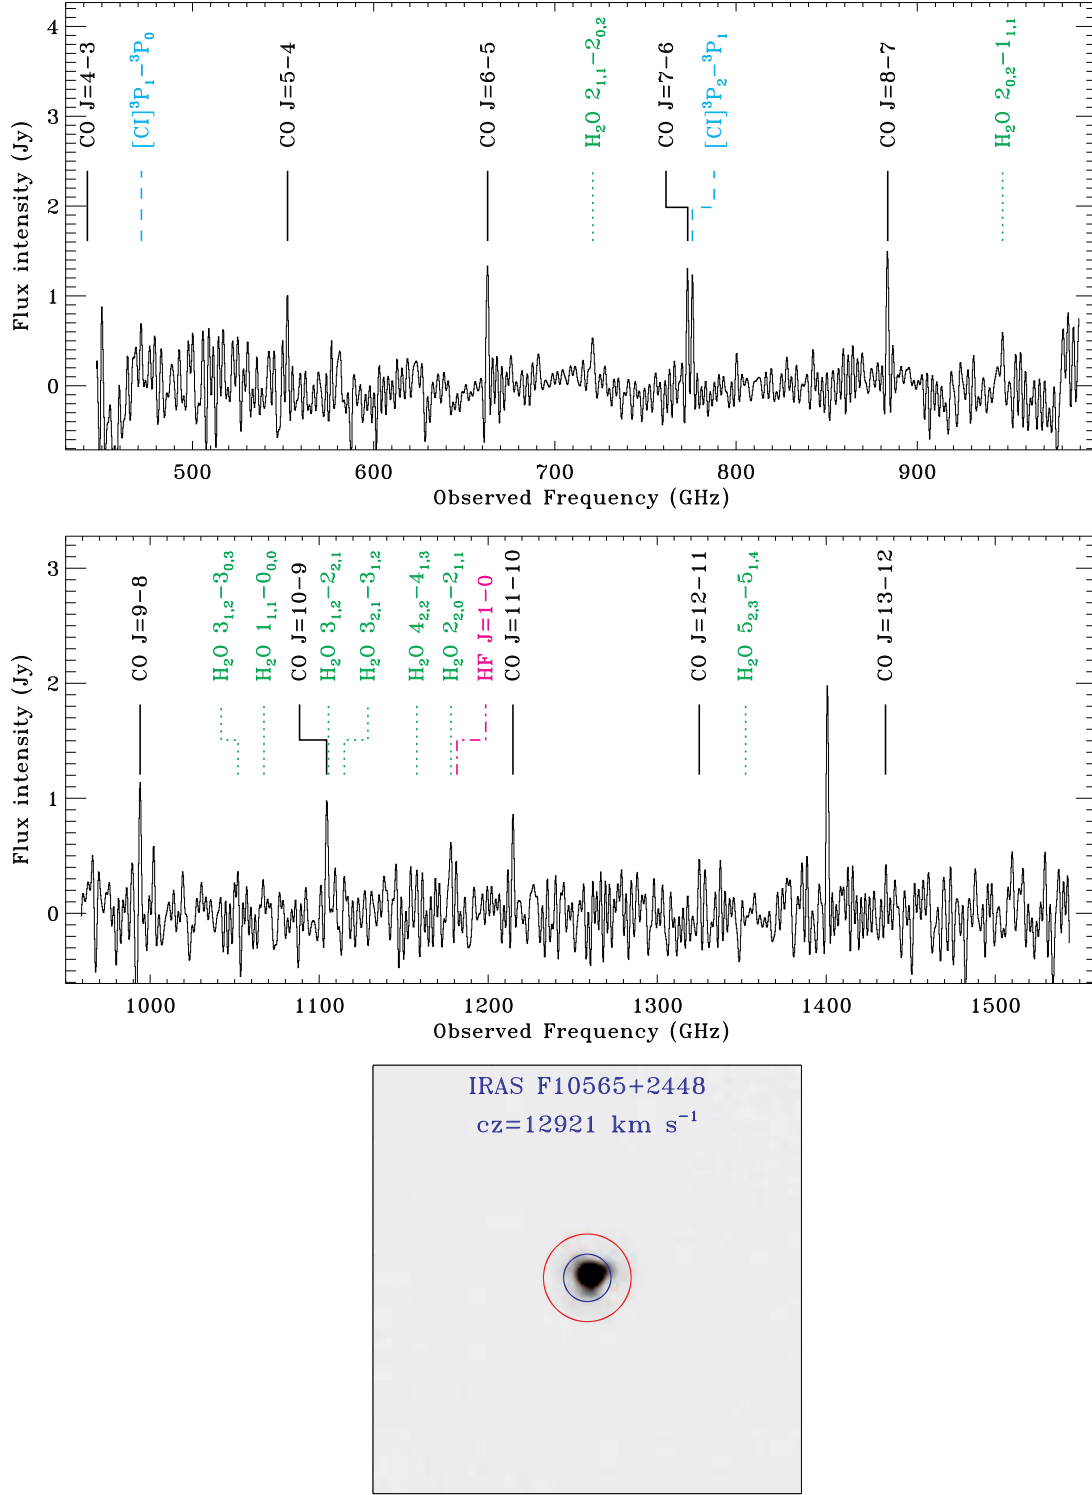 4
3
2
1
0
Flux intensity (Jy)
CO J=4−3
[CI]³P₁−³P₀
CO J=5−4
CO J=6−5
H₂O 2₁,₁−2₀,₂
CO J=7−6
[CI]³P₂−³P₁
CO J=8−7
H₂O 2₀,₂−1₁,₁
500 600 700 800 900
Observed Frequency (GHz)
3
2
1
0
Flux intensity (Jy)
CO J=9−8
H₂O 3₁,₂−3₀,₃
H₂O 1₁,₁−0₀,₀
CO J=10−9
H₂O 3₁,₂−2₂,₁
H₂O 3₂,₁−3₁,₂
H₂O 4₂,₂−4₁,₃
H₂O 2₂,₀−2₁,₁
HF J=1−0
CO J=11−10
CO J=12−11
H₂O 5₂,₃−5₁,₄
CO J=13−12
1000 1100 1200 1300 1400 1500
Observed Frequency (GHz)
IRAS F10565+2448
cz=12921 km s⁻¹